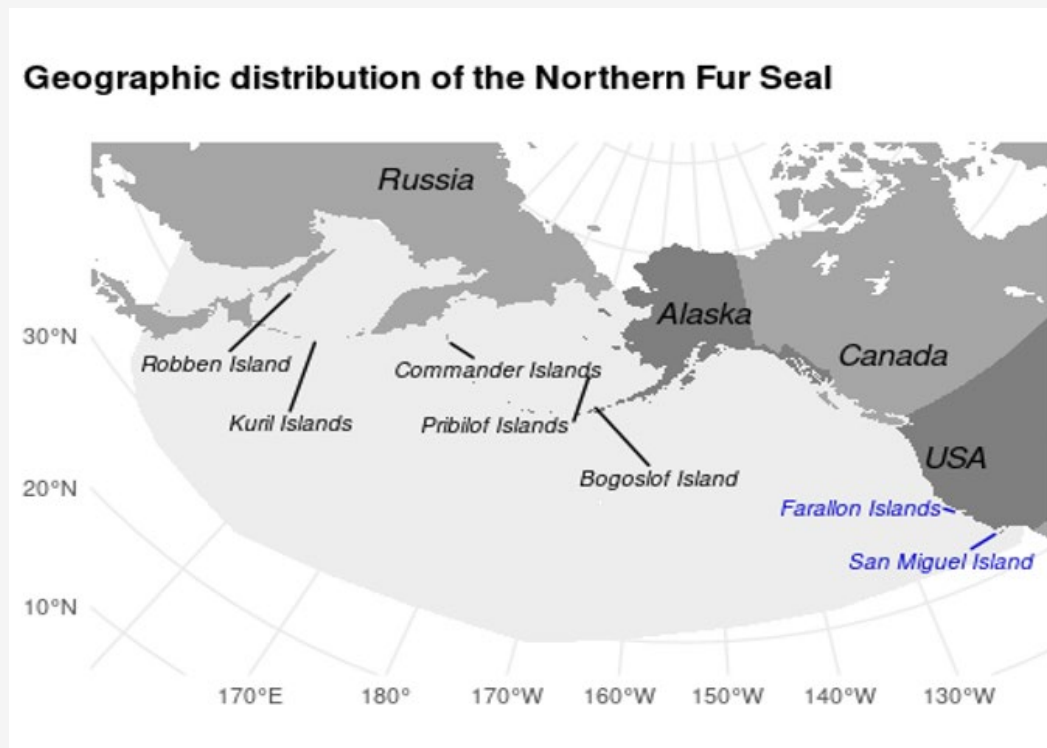 Geographic distribution of the Northern Fur Seal
Russia
Alaska
30°N
Canada
Robben Island
Commander Islands
Kuril Islands
Pribilof Islands
USA
Bogoslof Island
20°N
Farallon Islands
San Miguel Island
10°N
170°E 180° 170°W 160°W 150°W 140°W 130°W